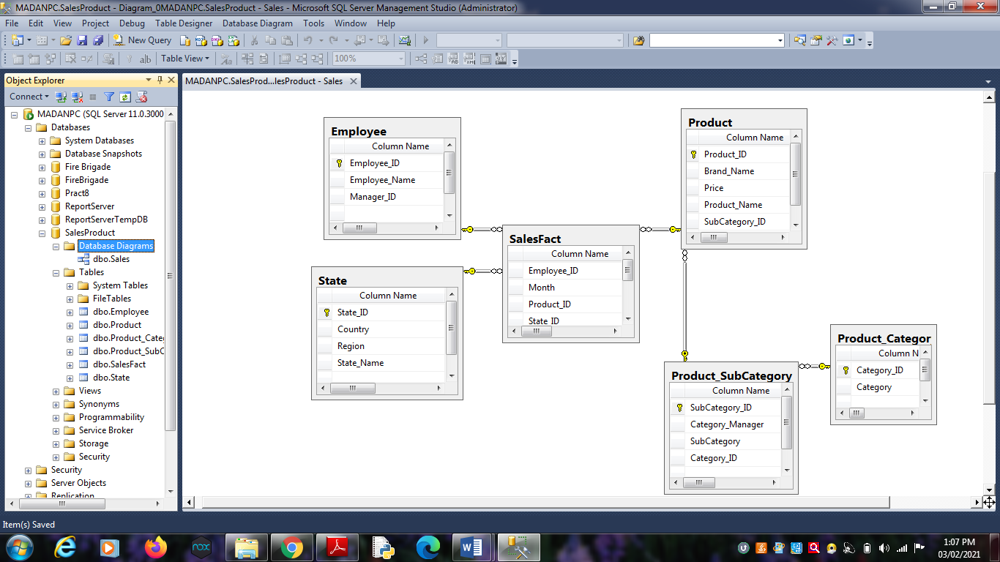 MADANPC.SalesProduct - Diagram_0MADANPC.SalesProduct - Sales - Microsoft SQL Server Management Studio (Administrator)
File Edit View Project Debug Table Designer Database Diagram Tools Window Help
New Query
Table View 100%
Object Explorer
Connect
MADANPC (SQL Server 11.0.3000
Databases
System Databases
Database Snapshots
Fire Brigade
FireBrigade
Pract8
ReportServer
ReportServerTempDB
SalesProduct
Database Diagrams
dbo.Sales
Tables
System Tables
FileTables
dbo.Employee
dbo.Product
dbo.Product_Categ
dbo.Product_SubC
dbo.SalesFact
dbo.State
Views
Synonyms
Programmability
Service Broker
Storage
Security
Security
Server Objects
Replication
MADANPC.SalesProd...lesProduct - Sales
Employee
Column Name
Employee_ID
Employee_Name
Manager_ID
State
Column Name
State_ID
Country
Region
State_Name
SalesFact
Column Name
Employee_ID
Month
Product_ID
State_ID
Product
Column Name
Product_ID
Brand_Name
Price
Product_Name
SubCategory_ID
Product_SubCategory
Column Name
SubCategory_ID
Category_Manager
SubCategory
Category_ID
Product_Categor
Column N
Category_ID
Category
Item(s) Saved
nox
1:07 PM
03/02/2021